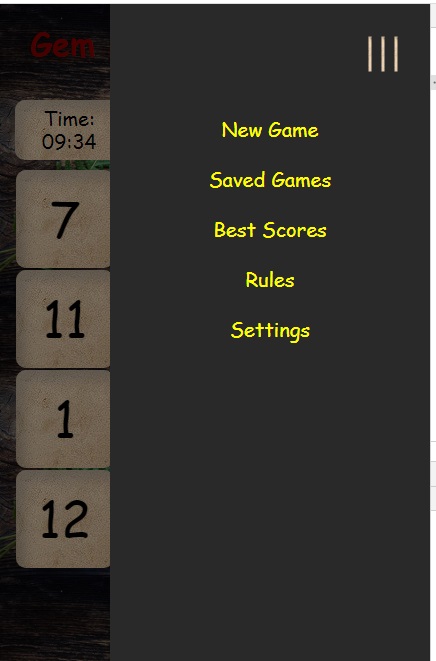 Gem
Time:
09:34
7
11
1
12
New Game
Saved Games
Best Scores
Rules
Settings